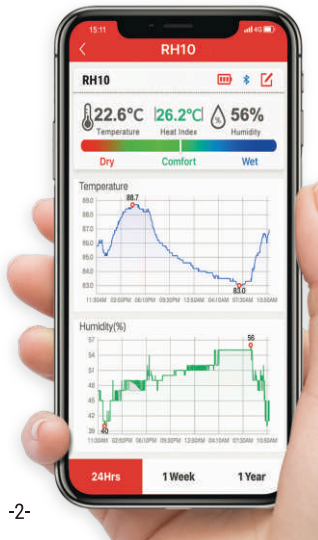 15:11 4G
RH10
RH10
22.6°C 26.2°C % 56%
Temperature Heat Index Humidity
Dry Comfort Wet
Temperature
89.0 88.7
88.0
87.0
86.0
85.0
84.0
83.0 83.0
11:30AM 02:50PM 06:10PM 09:30PM 12:50AM 04:10AM 07:30AM 10:50AM
Humidity(%)
57 56
54
51
48
45
42
39 40
11:30AM 02:50PM 06:10PM 09:30PM 12:50AM 04:10AM 07:30AM 10:50AM
24Hrs 1 Week 1 Year
-2-